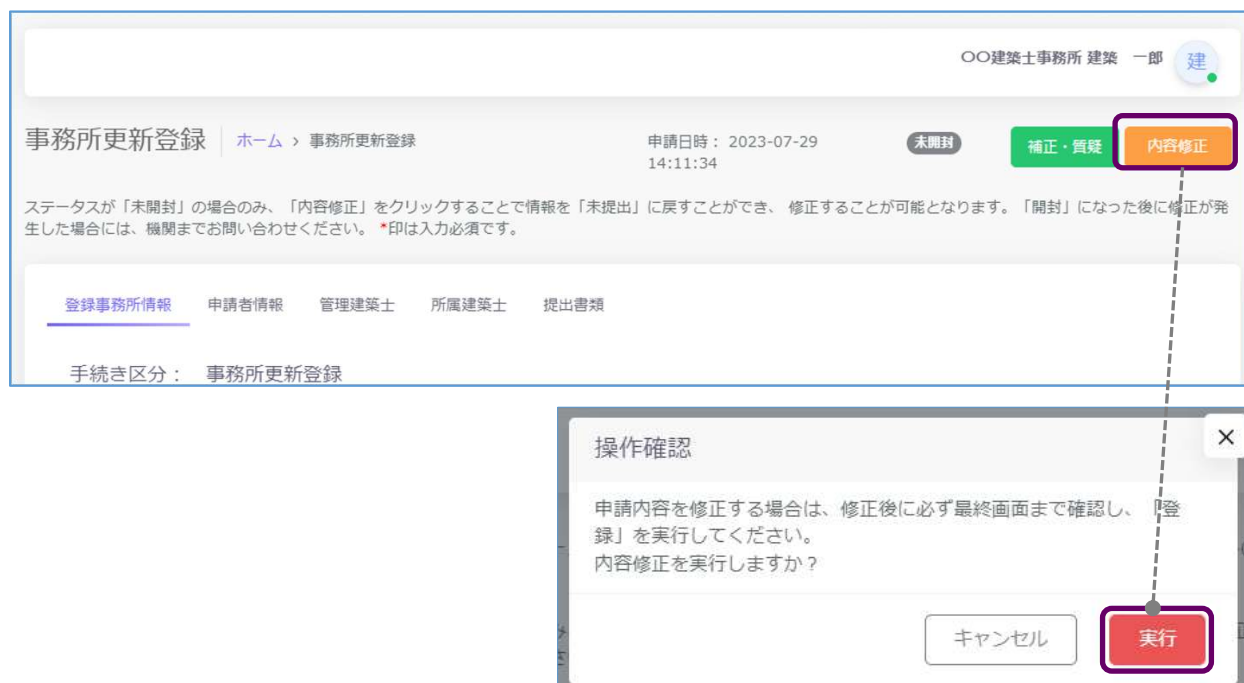 〇〇建築士事務所 建築 一郎 建
事務所更新登録 ホーム › 事務所更新登録 申請日時： 2023-07-29 未開封 補正・質疑 内容修正
14:11:34
ステータスが「未開封」の場合のみ、「内容修正」をクリックすることで情報を「未提出」に戻すことができ、 修正することが可能となります。「開封」になった後に修正が発
生した場合には、機関までお問い合わせください。 *印は入力必須です。
登録事務所情報 申請者情報 管理建築士 所属建築士 提出書類
手続き区分： 事務所更新登録
操作確認 ×
申請内容を修正する場合は、修正後に必ず最終画面まで確認し、「登
録」を実行してください。
内容修正を実行しますか？
キャンセル 実行